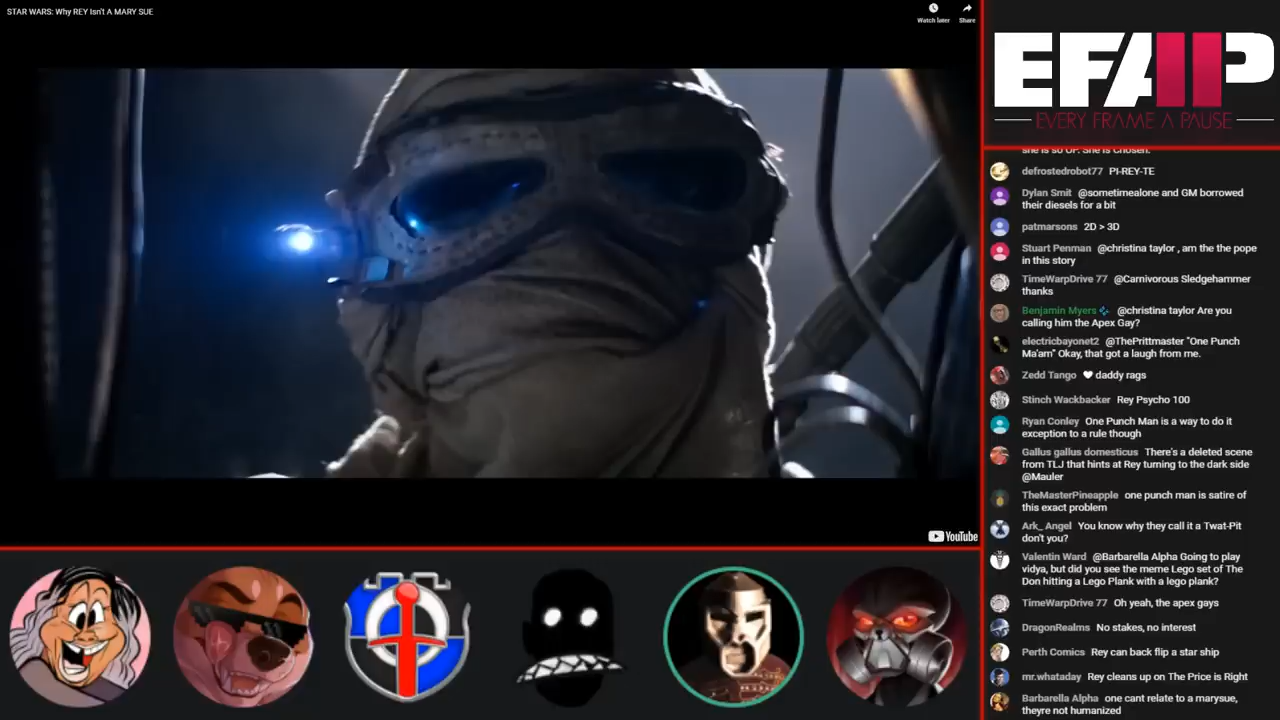 STAR WARS: Why REY Isn't A MARY SUE
Watch later
Share
YouTube
EFAP
EVERY FRAME A PAUSE
she is so OP. She is Chosen.
defrostedrobot77 PI-REY-TE
Dylan Smit @sometimealone and GM borrowed
their diesels for a bit
patmarsons 2D > 3D
Stuart Penman @christina taylor , am the the pope
in this story
TimeWarpDrive 77 @Carnivorous Sledgehammer
thanks
Benjamin Myers @christina taylor Are you
calling him the Apex Gay?
electricbayonet2 @ThePrittmaster "One Punch
Ma'am" Okay, that got a laugh from me.
Zedd Tango daddy rags
Stinch Wackbacker Rey Psycho 100
Ryan Conley One Punch Man is a way to do it
exception to a rule though
Gallus gallus domesticus There's a deleted scene
from TLJ that hints at Rey turning to the dark side
@Mauler
TheMasterPineapple one punch man is satire of
this exact problem
Ark_ Angel You know why they call it a Twat-Pit
don't you?
Valentin Ward @Barbarella Alpha Going to play
vidya, but did you see the meme Lego set of The
Don hitting a Lego Plank with a lego plank?
TimeWarpDrive 77 Oh yeah, the apex gays
DragonRealms No stakes, no interest
Perth Comics Rey can back flip a star ship
mr.whataday Rey cleans up on The Price is Right
Barbarella Alpha one cant relate to a marysue,
theyre not humanized